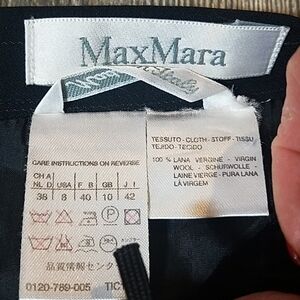 MaxMara
CARE INSTRUCTIONS ON REVERSE
CH A
NL D USA F B GB J I
38 8 40 10 42
品質情報センタ
0120-789-005 TIC
TESSUTO - CLOTH - STOFF - TISSU
TEJIDO - TECIDO
100 % LANA VERGINE - VIRGIN
WOOL - SCHURWOLLE -
LAINE VIERGE - PURA LANA
LÀ VIRGEM